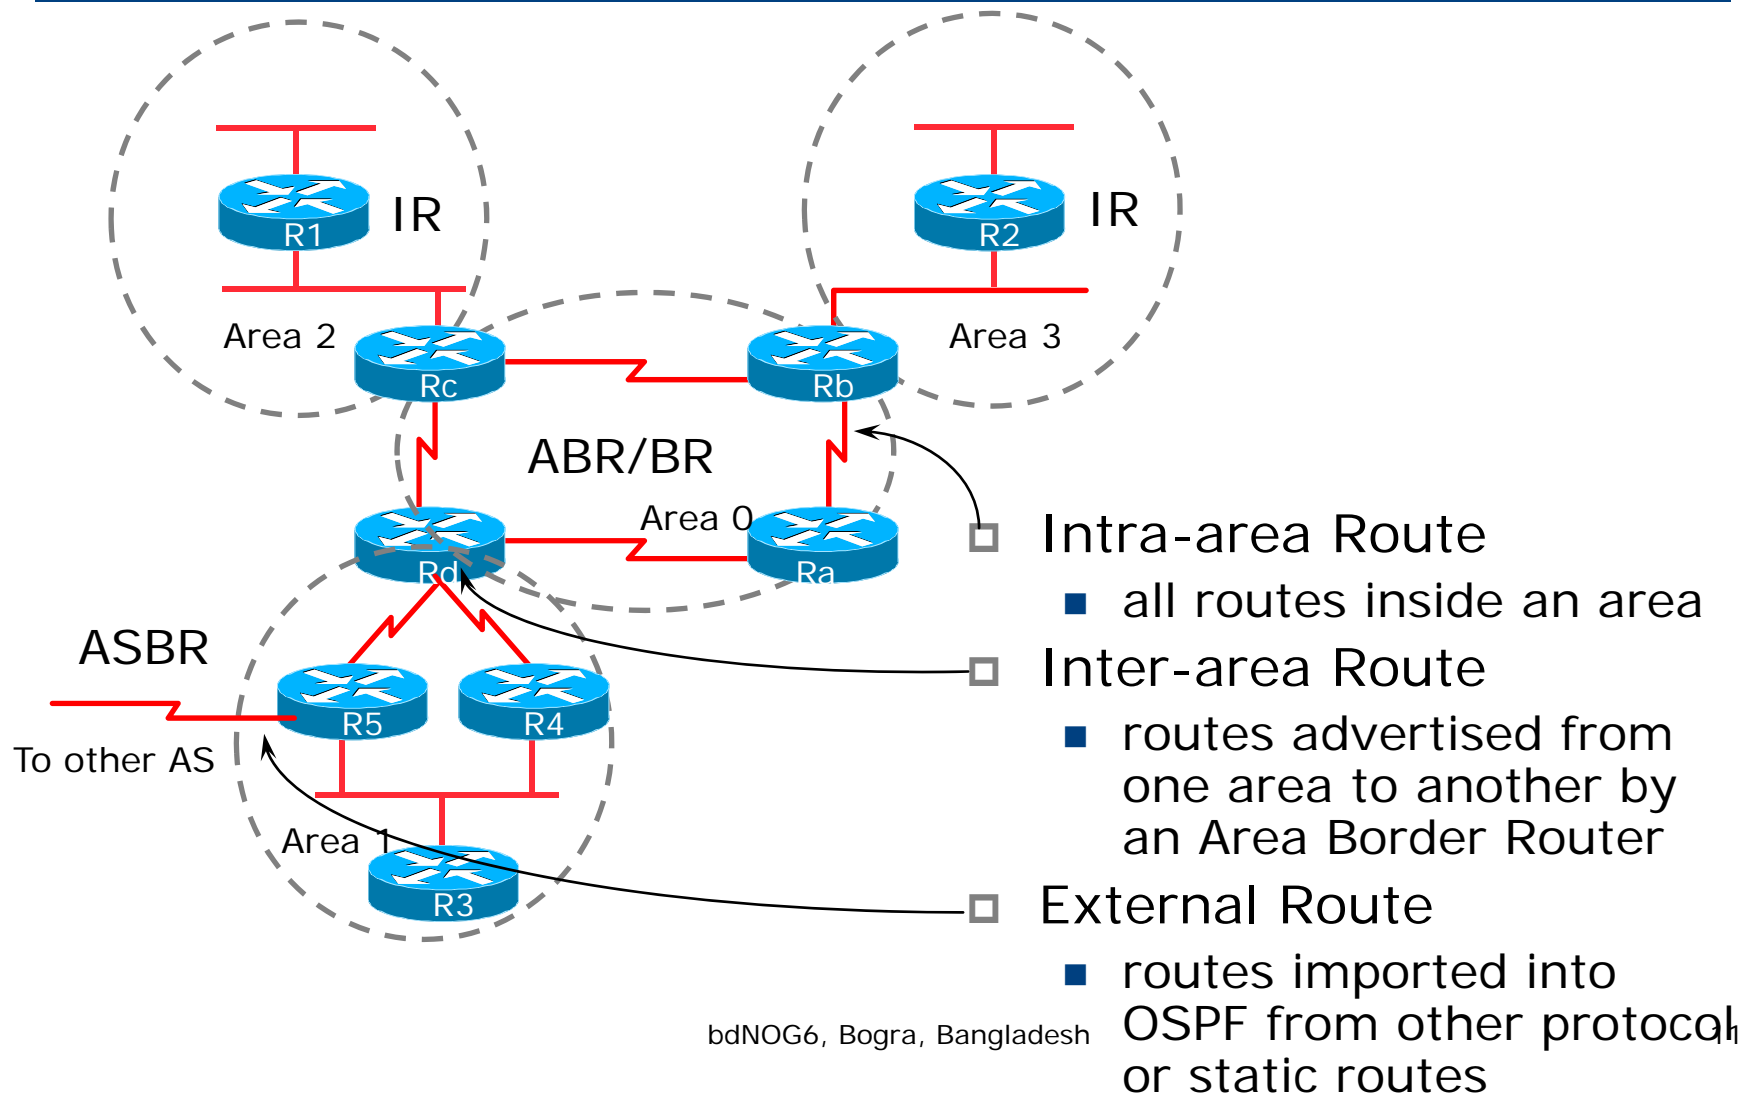 IR
R1
IR
R2
Area 2
Area 3
Rc
Rb
ABR/BR
Area 0
Rd
Ra
ASBR
R5
R4
To other AS
Area 1
R3
Intra-area Route
all routes inside an area
Inter-area Route
routes advertised from
one area to another by
an Area Border Router
External Route
routes imported into
OSPF from other protocol
or static routes
bdNOG6, Bogra, Bangladesh
11